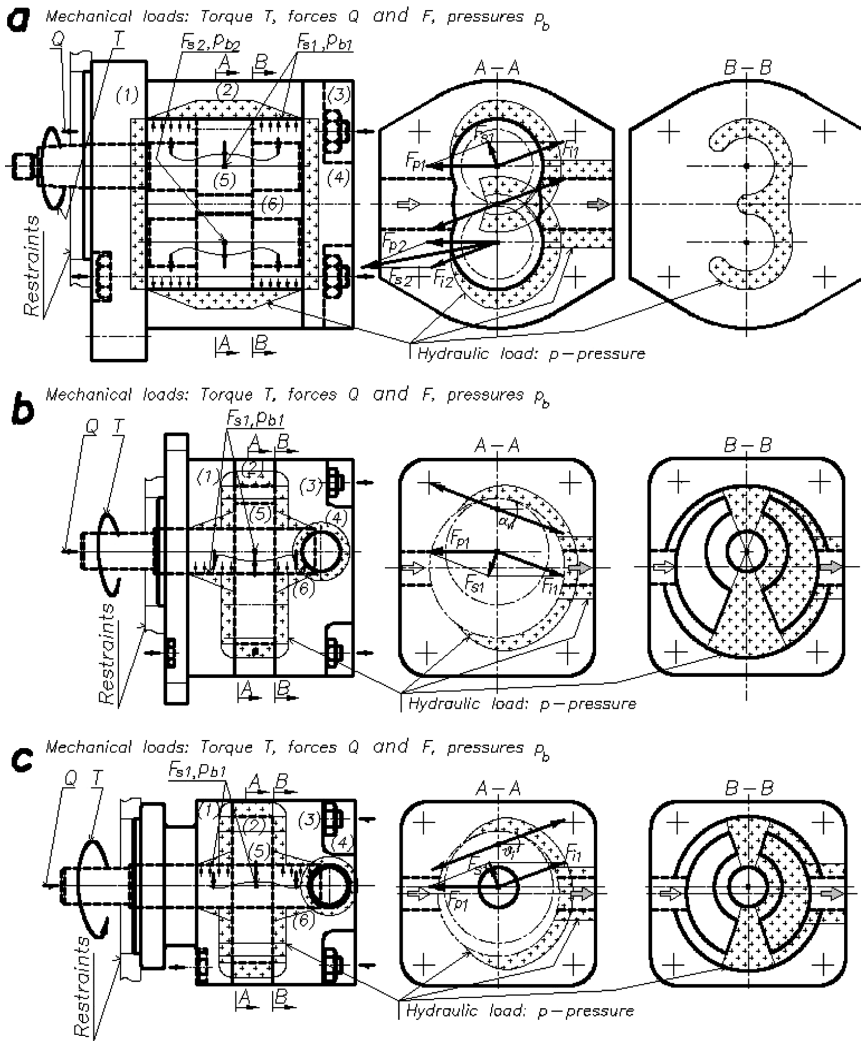 a Mechanical loads: Torque T, forces Q and F, pressures p_b
Q T F_s2, p_b2 F_s1, p_b1
A B A-A B-B
(1) (2) (3)
F_s1 F_i1
F_p1
(5) (4)
(6)
F_p2
F_s2 F_i2
Restraints
A B
Hydraulic load: p-pressure
b Mechanical loads: Torque T, forces Q and F, pressures p_b
F_s1, p_b1
Q T A B A-A B-B
(1) (2) (3)
(5) (4)
F_p1
F_s1 F_i1
(6)
Restraints
A B
Hydraulic load: p-pressure
c Mechanical loads: Torque T, forces Q and F, pressures p_b
F_s1, p_b1
Q T A B A-A B-B
(1) (2) (3)
(4)
(5) F_s1 F_i1
F_p1
(6)
Restraints
A B
Hydraulic load: p-pressure